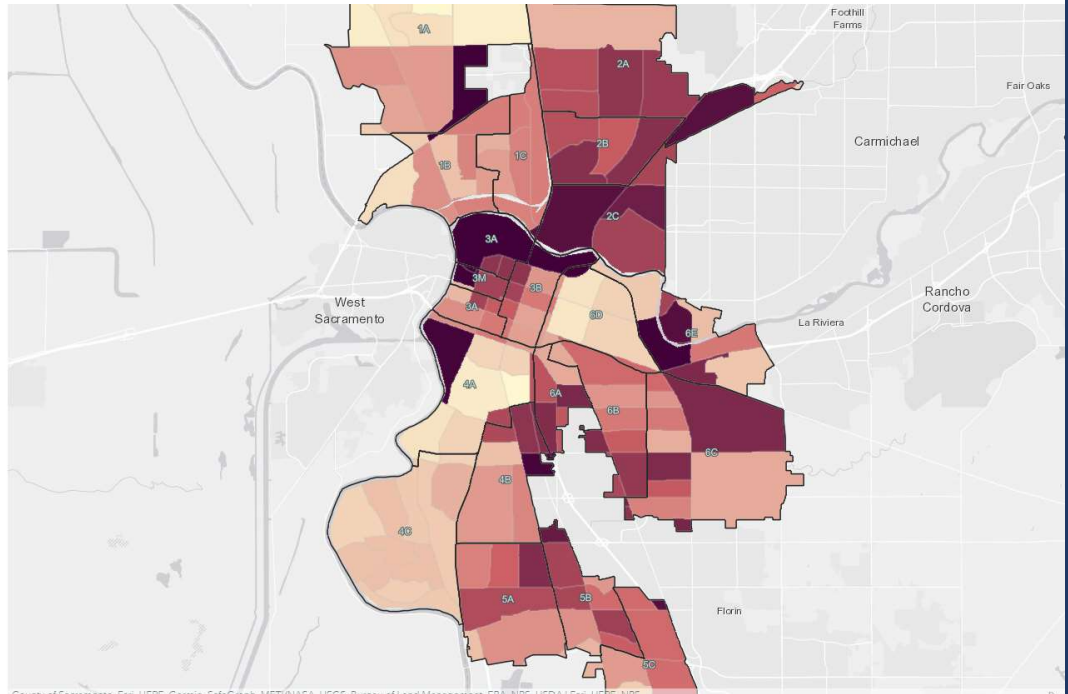 Foothill
Farms
1A
2A
Fair Oaks
Carmichael
2B
1C
1B
2C
3A
3M
3B
Rancho
Cordova
West
Sacramento
3A
6D
La Riviera
6E
4A
6A
6B
6C
4B
4C
5A
5B
Florin
5C